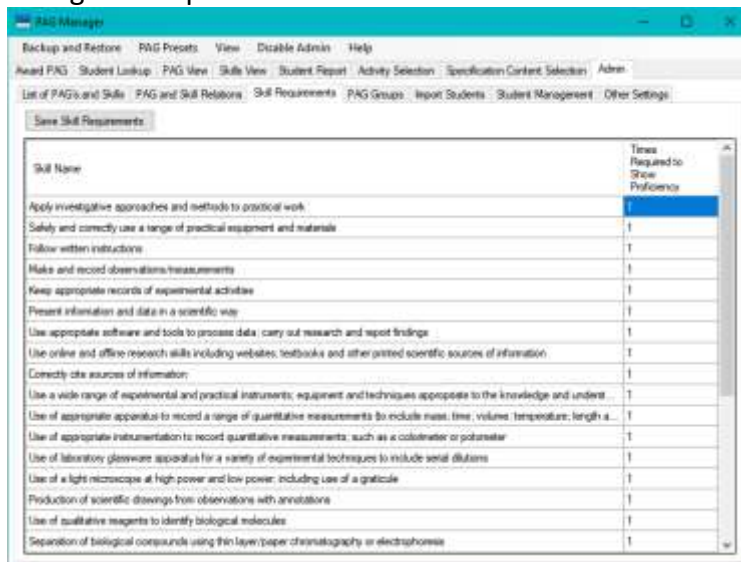 PAG Manager
Backup and Restore PAG Presets View Disable Admin Help
Award PAG Student Lookup PAG View Skills View Student Report Activity Selection Specification Content Selection Admin
List of PAG's and Skills PAG and Skill Relations Skill Requirements PAG Groups Import Students Student Management Other Settings
Save Skill Requirements
Skill Name
Times
Required to
Show
Proficiency
Apply investigative approaches and methods to practical work 1
Safely and correctly use a range of practical equipment and materials 1
Follow written instructions 1
Make and record observations/measurements 1
Keep appropriate records of experimental activities 1
Present information and data in a scientific way 1
Use appropriate software and tools to process data; carry out research and report findings 1
Use online and offline research skills including websites; textbooks and other printed scientific sources of information 1
Correctly cite sources of information 1
Use a wide range of experimental and practical instruments; equipment and techniques appropriate to the knowledge and underst... 1
Use of appropriate apparatus to record a range of quantitative measurements (to include mass; time; volume; temperature; length a... 1
Use of appropriate instrumentation to record quantitative measurements; such as a colorimeter or potometer 1
Use of laboratory glassware apparatus for a variety of experimental techniques to include serial dilutions 1
Use of a light microscope at high power and low power; including use of a graticule 1
Production of scientific drawings from observations with annotations 1
Use of qualitative reagents to identify biological molecules 1
Separation of biological compounds using thin layer/paper chromatography or electrophoresis 1